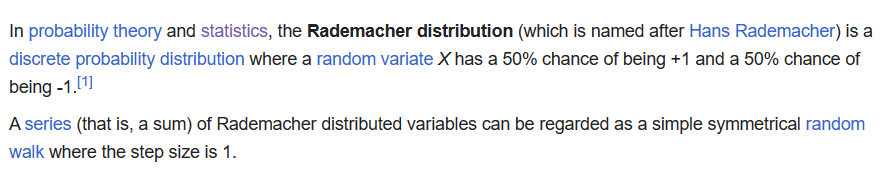 In probability theory and statistics, the Rademacher distribution (which is named after Hans Rademacher) is a
discrete probability distribution where a random variate X has a 50% chance of being +1 and a 50% chance of
being -1.[1]
A series (that is, a sum) of Rademacher distributed variables can be regarded as a simple symmetrical random
walk where the step size is 1.